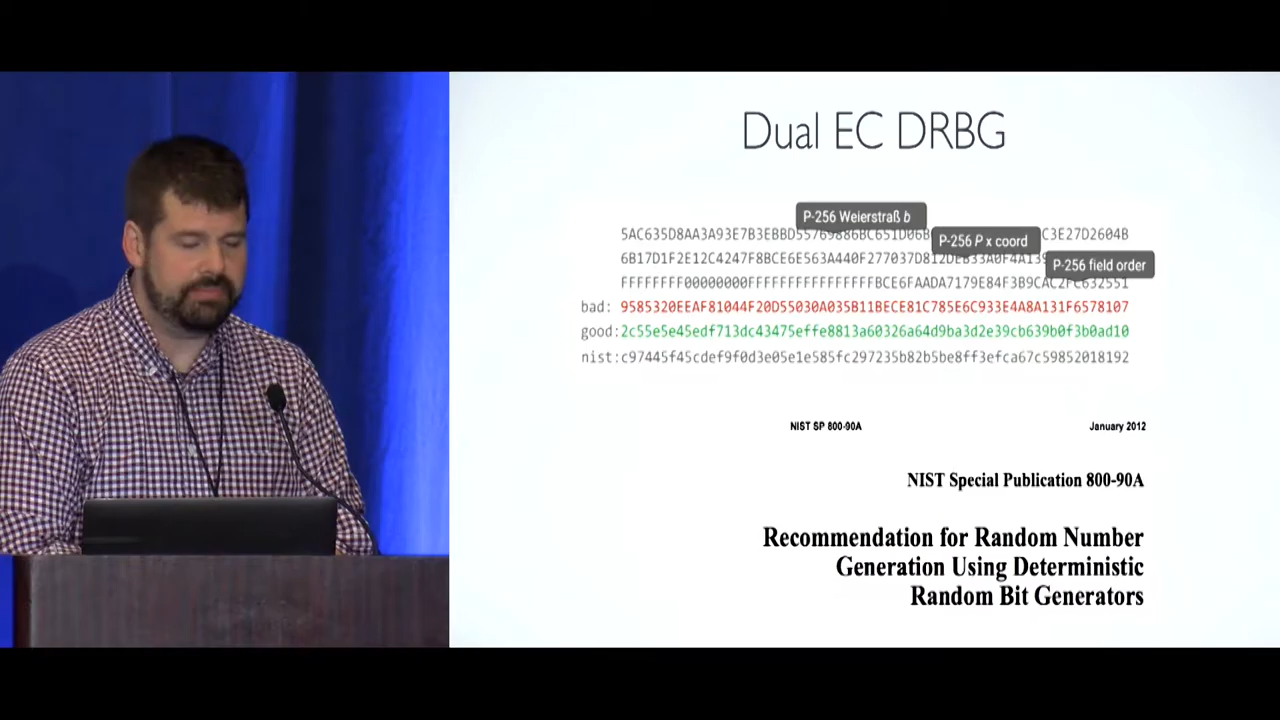 Dual EC DRBG
P-256 Weierstraß b
5AC635D8AA3A93E7B3EBBD55769886BC651D06B C3E27D2604B
P-256 P x coord
6B17D1F2E12C4247F8BCE6E563A440F277037D812DEB33A0F4A139
P-256 field order
FFFFFFFF00000000FFFFFFFFFFFFFFFFBCE6FAADA7179E84F3B9CAC2FC632551
bad: 9585320EEAF81044F20D55030A035B11BECE81C785E6C933E4A8A131F6578107
good:2c55e5e45edf713dc43475effe8813a60326a64d9ba3d2e39cb639b0f3b0ad10
nist:c97445f45cdef9f0d3e05e1e585fc297235b82b5be8ff3efca67c59852018192
NIST SP 800-90A January 2012
NIST Special Publication 800-90A
Recommendation for Random Number
Generation Using Deterministic
Random Bit Generators